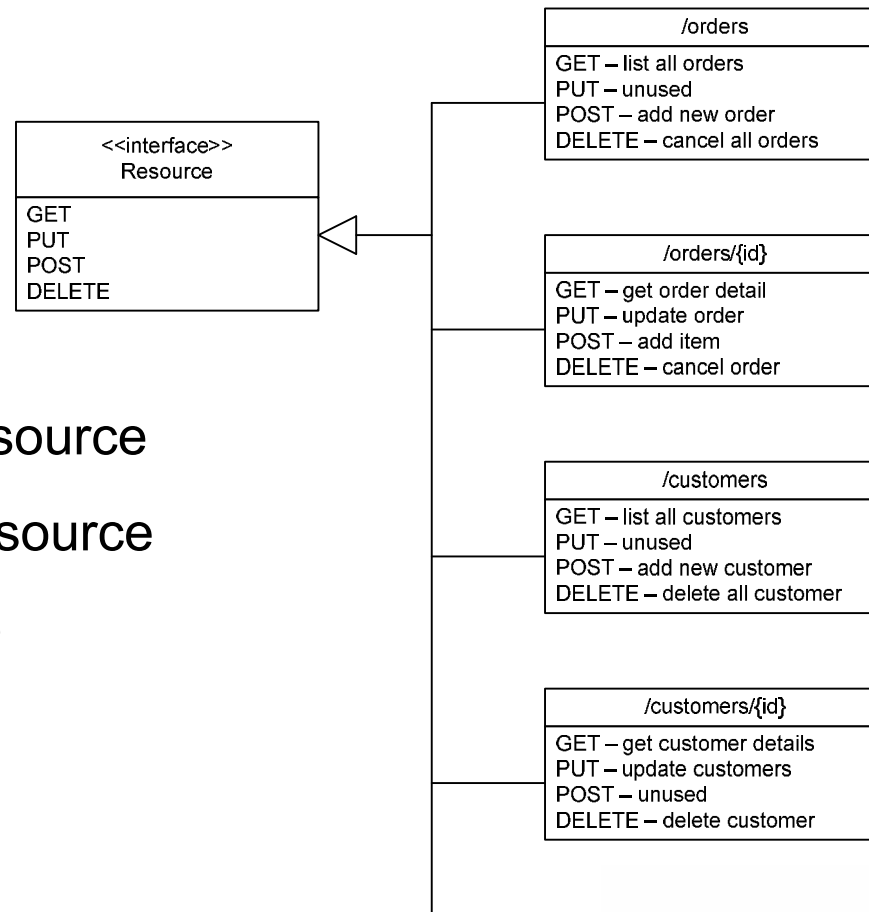 <<interface>>
Resource
GET
PUT
POST
DELETE
source
source
/orders
GET – list all orders
PUT – unused
POST – add new order
DELETE – cancel all orders
/orders/{id}
GET – get order detail
PUT – update order
POST – add item
DELETE – cancel order
/customers
GET – list all customers
PUT – unused
POST – add new customer
DELETE – delete all customer
/customers/{id}
GET – get customer details
PUT – update customers
POST – unused
DELETE – delete customer